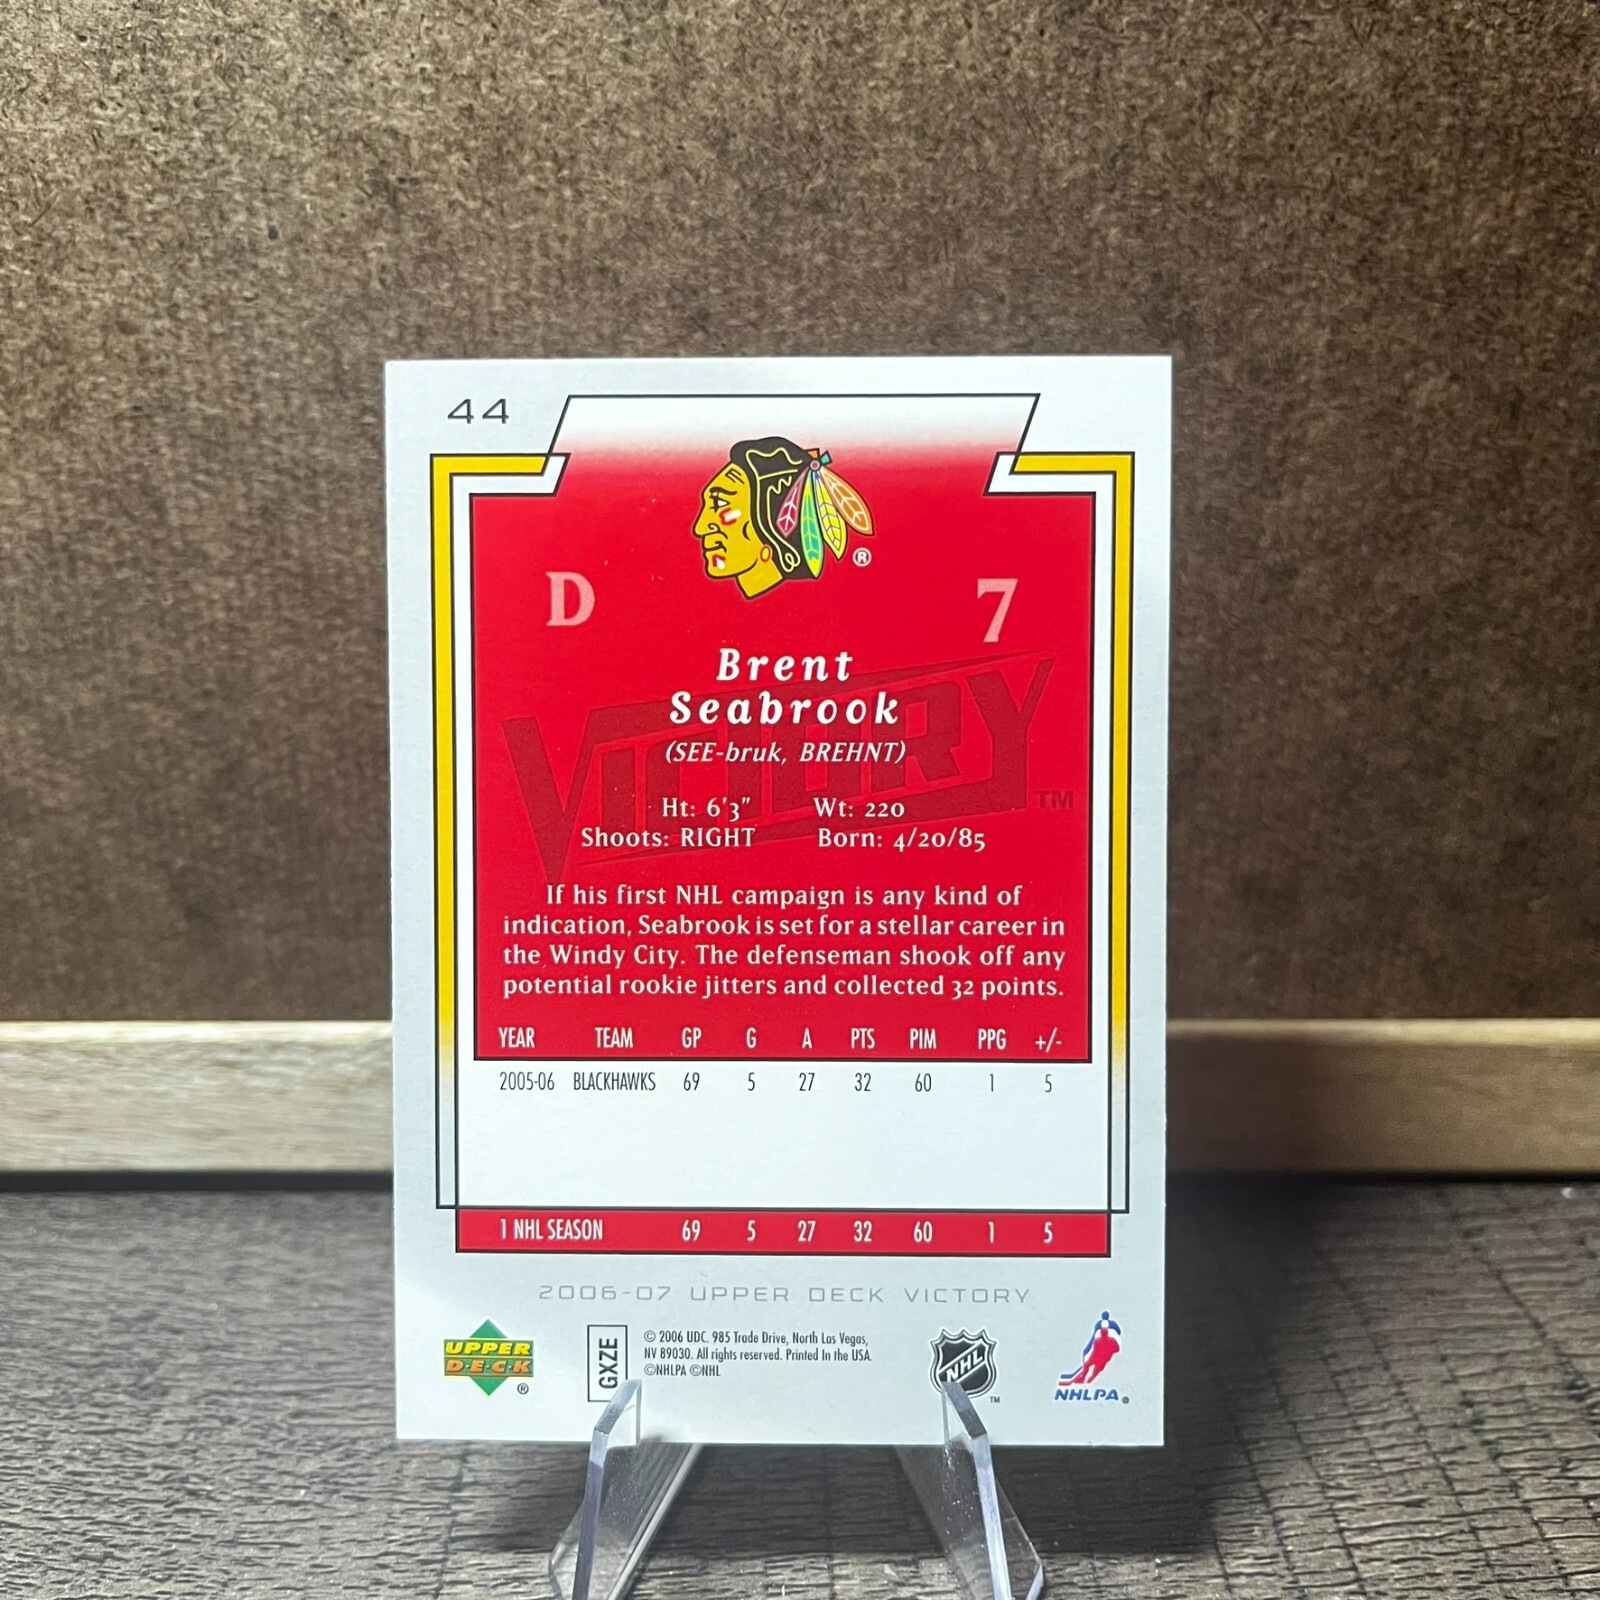 44
®
D 7
Brent
Seabrook
(SEE-bruk, BREHNT)
VICTORY™
Ht: 6'3" Wt: 220
Shoots: RIGHT Born: 4/20/85
If his first NHL campaign is any kind of
indication, Seabrook is set for a stellar career in
the Windy City. The defenseman shook off any
potential rookie jitters and collected 32 points.
YEAR TEAM GP G A PTS PIM PPG +/-
2005-06 BLACKHAWKS 69 5 27 32 60 1 5
1 NHL SEASON 69 5 27 32 60 1 5
2006-07 UPPER DECK VICTORY
UPPER
D·E·C·K
®
GXZE
© 2006 UDC. 985 Trade Drive, North Las Vegas,
NV 89030. All rights reserved. Printed In the USA.
©NHLPA ©NHL
NHL
™
NHLPA®